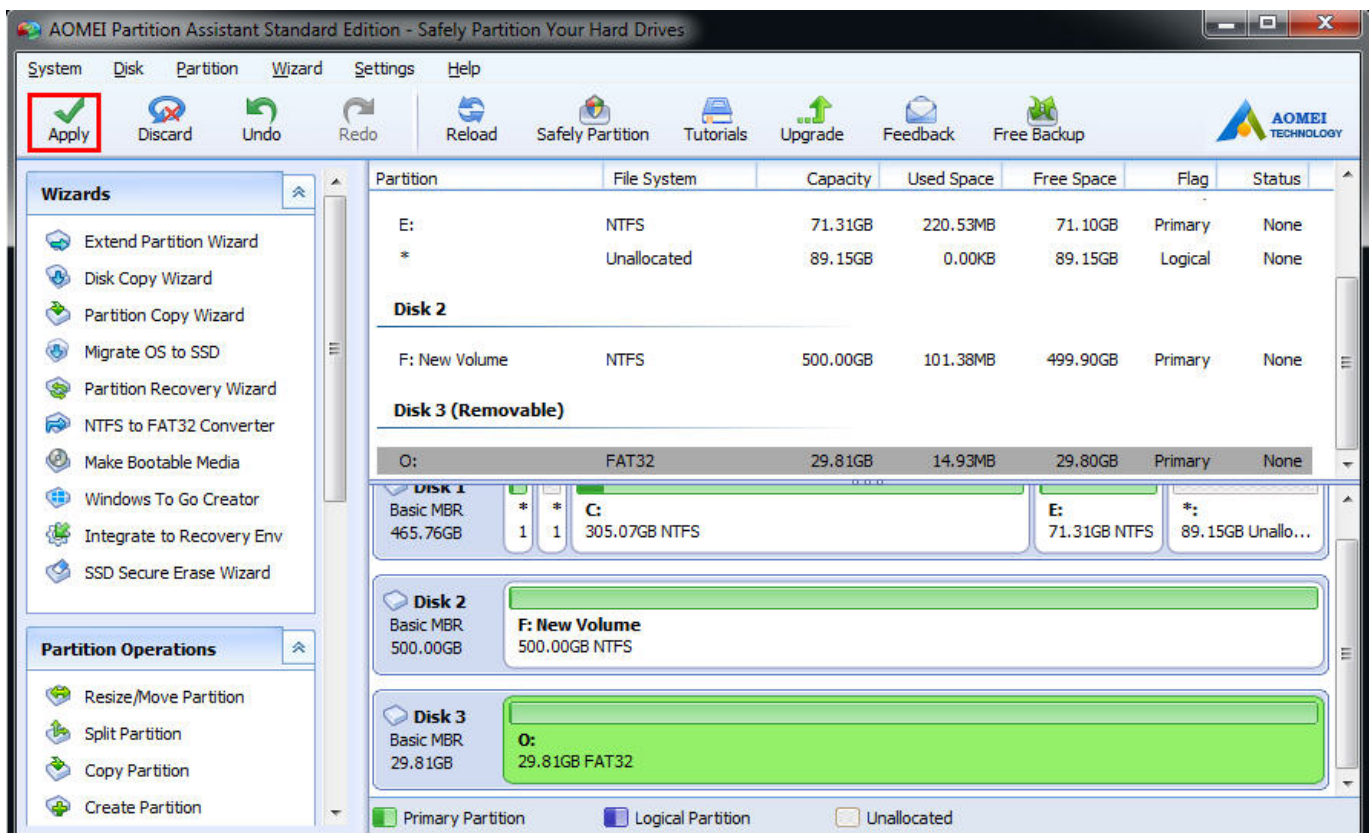 AOMEI Partition Assistant Standard Edition - Safely Partition Your Hard Drives
System Disk Partition Wizard Settings Help
Apply Discard Undo Redo Reload Safely Partition Tutorials Upgrade Feedback Free Backup
AOMEI
TECHNOLOGY
Wizards
Extend Partition Wizard
Disk Copy Wizard
Partition Copy Wizard
Migrate OS to SSD
Partition Recovery Wizard
NTFS to FAT32 Converter
Make Bootable Media
Windows To Go Creator
Integrate to Recovery Env
SSD Secure Erase Wizard
Partition Operations
Resize/Move Partition
Split Partition
Copy Partition
Create Partition
Partition File System Capacity Used Space Free Space Flag Status
E: NTFS 71.31GB 220.53MB 71.10GB Primary None
* Unallocated 89.15GB 0.00KB 89.15GB Logical None
Disk 2
F: New Volume NTFS 500.00GB 101.38MB 499.90GB Primary None
Disk 3 (Removable)
O: FAT32 29.81GB 14.93MB 29.80GB Primary None
Disk 1
Basic MBR * * C: E: *:
465.76GB 1 1 305.07GB NTFS 71.31GB NTFS 89.15GB Unallo...
Disk 2
Basic MBR F: New Volume
500.00GB 500.00GB NTFS
Disk 3
Basic MBR O:
29.81GB 29.81GB FAT32
Primary Partition Logical Partition Unallocated